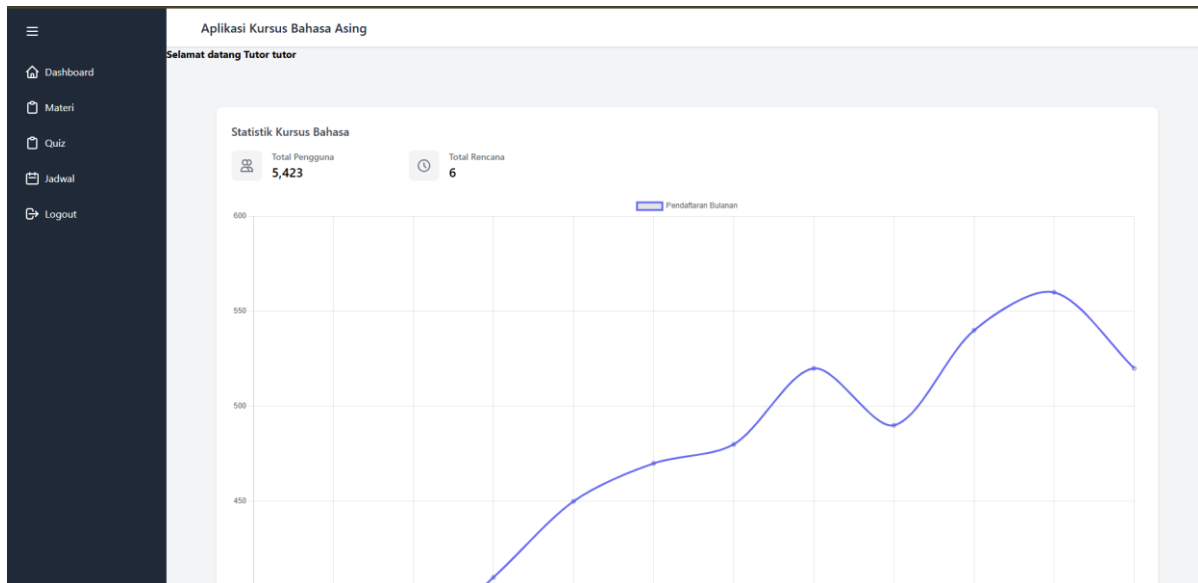 Aplikasi Kursus Bahasa Asing
Selamat datang Tutor tutor
Dashboard
Materi
Quiz
Jadwal
Logout
Statistik Kursus Bahasa
Total Pengguna
5,423
Total Rencana
6
Pendaftaran Bulanan
600
550
500
450